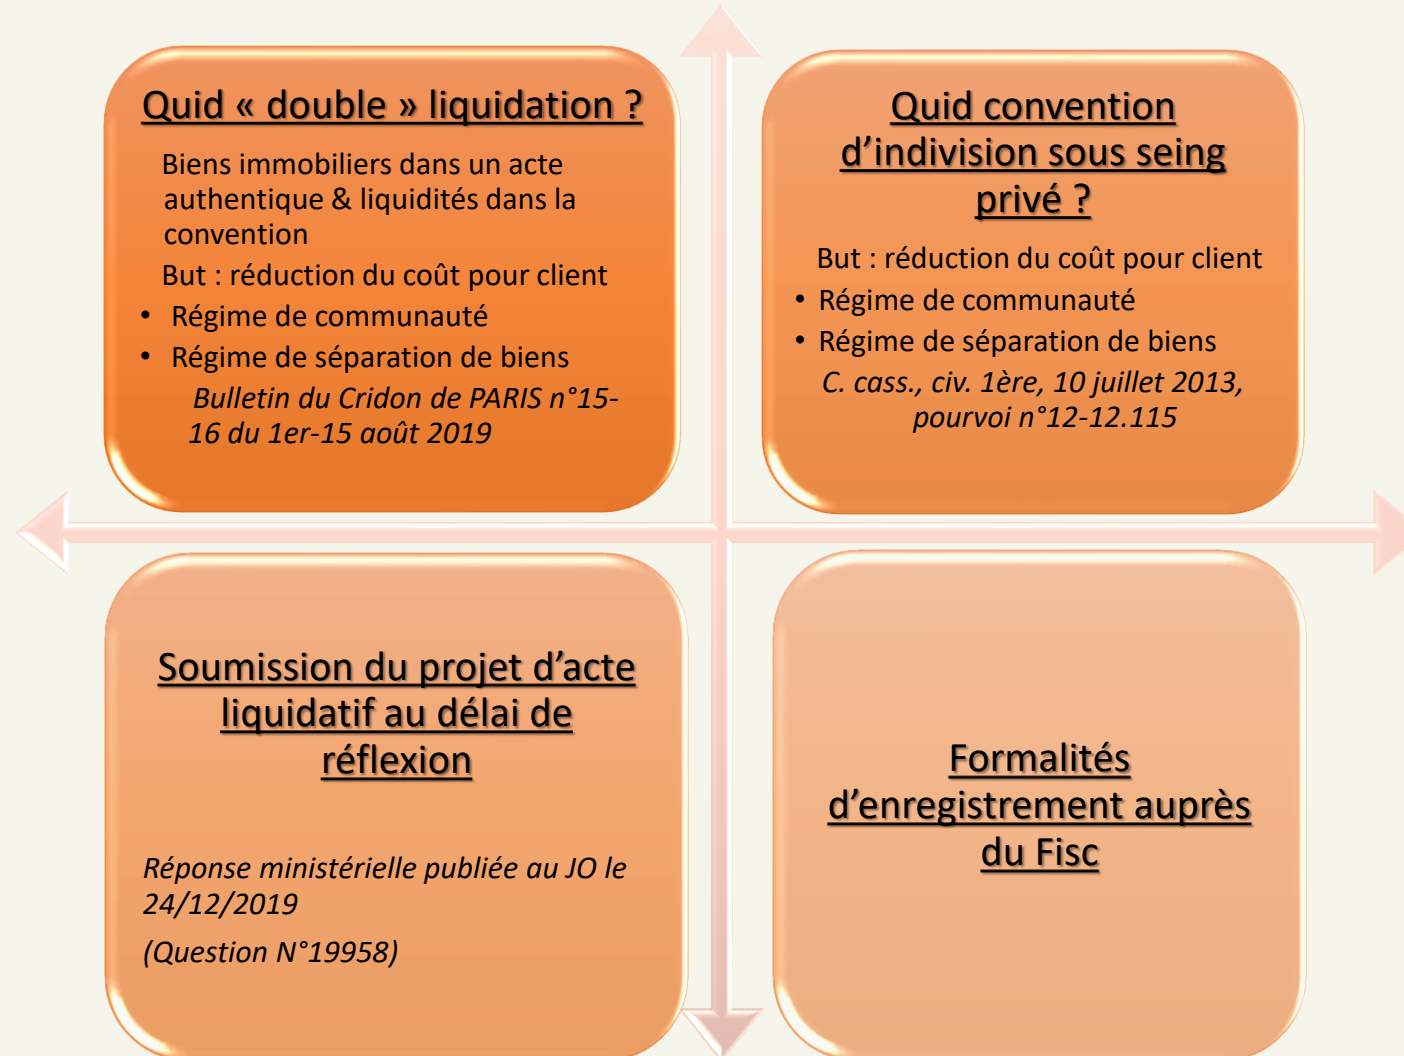 Quid « double » liquidation ?
Biens immobiliers dans un acte
authentique & liquidités dans la
convention
But : réduction du coût pour client
• Régime de communauté
• Régime de séparation de biens
Bulletin du Cridon de PARIS n°15-
16 du 1er-15 août 2019
Quid convention
d’indivision sous seing
privé ?
But : réduction du coût pour client
• Régime de communauté
• Régime de séparation de biens
C. cass., civ. 1ère, 10 juillet 2013,
pourvoi n°12-12.115
Soumission du projet d’acte
liquidatif au délai de
réflexion
Réponse ministérielle publiée au JO le
24/12/2019
(Question N°19958)
Formalités
d’enregistrement auprès
du Fisc